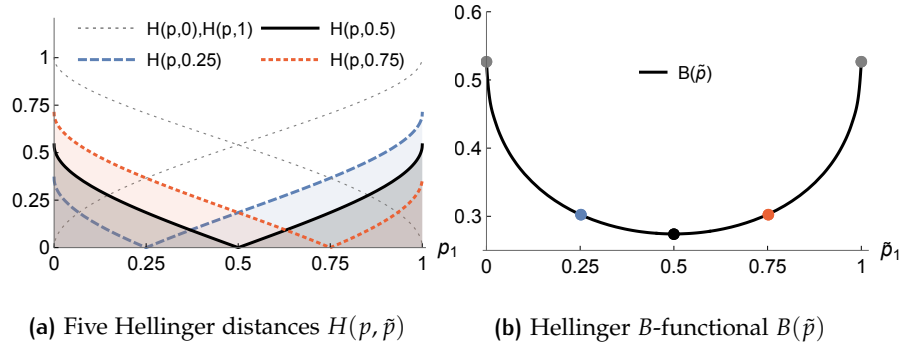 H(p,0),H(p,1)
H(p,0.5)
H(p,0.25)
H(p,0.75)
1
0.75
0.5
0.25
0
0 0.25 0.5 0.75 1 p₁
0.6
0.5
0.4
0.3
B(p̃)
0 0.25 0.5 0.75 1 p̃₁
(a) Five Hellinger distances H(p, p̃)
(b) Hellinger B-functional B(p̃)